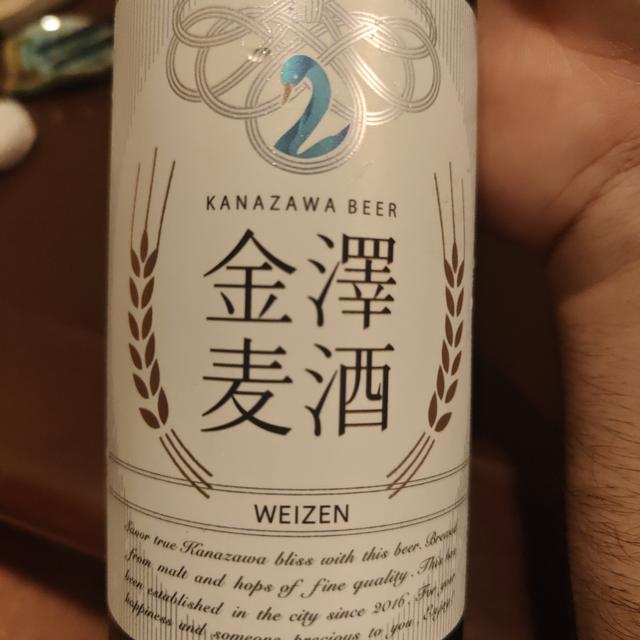 KANAZAWA BEER
金澤
麦酒
WEIZEN
Savor true Kanazawa bliss with this beer. Brewed
from malt and hops of fine quality. This has
been established in the city since 2016. For your
happiness and someone precious to you. Enjoy!